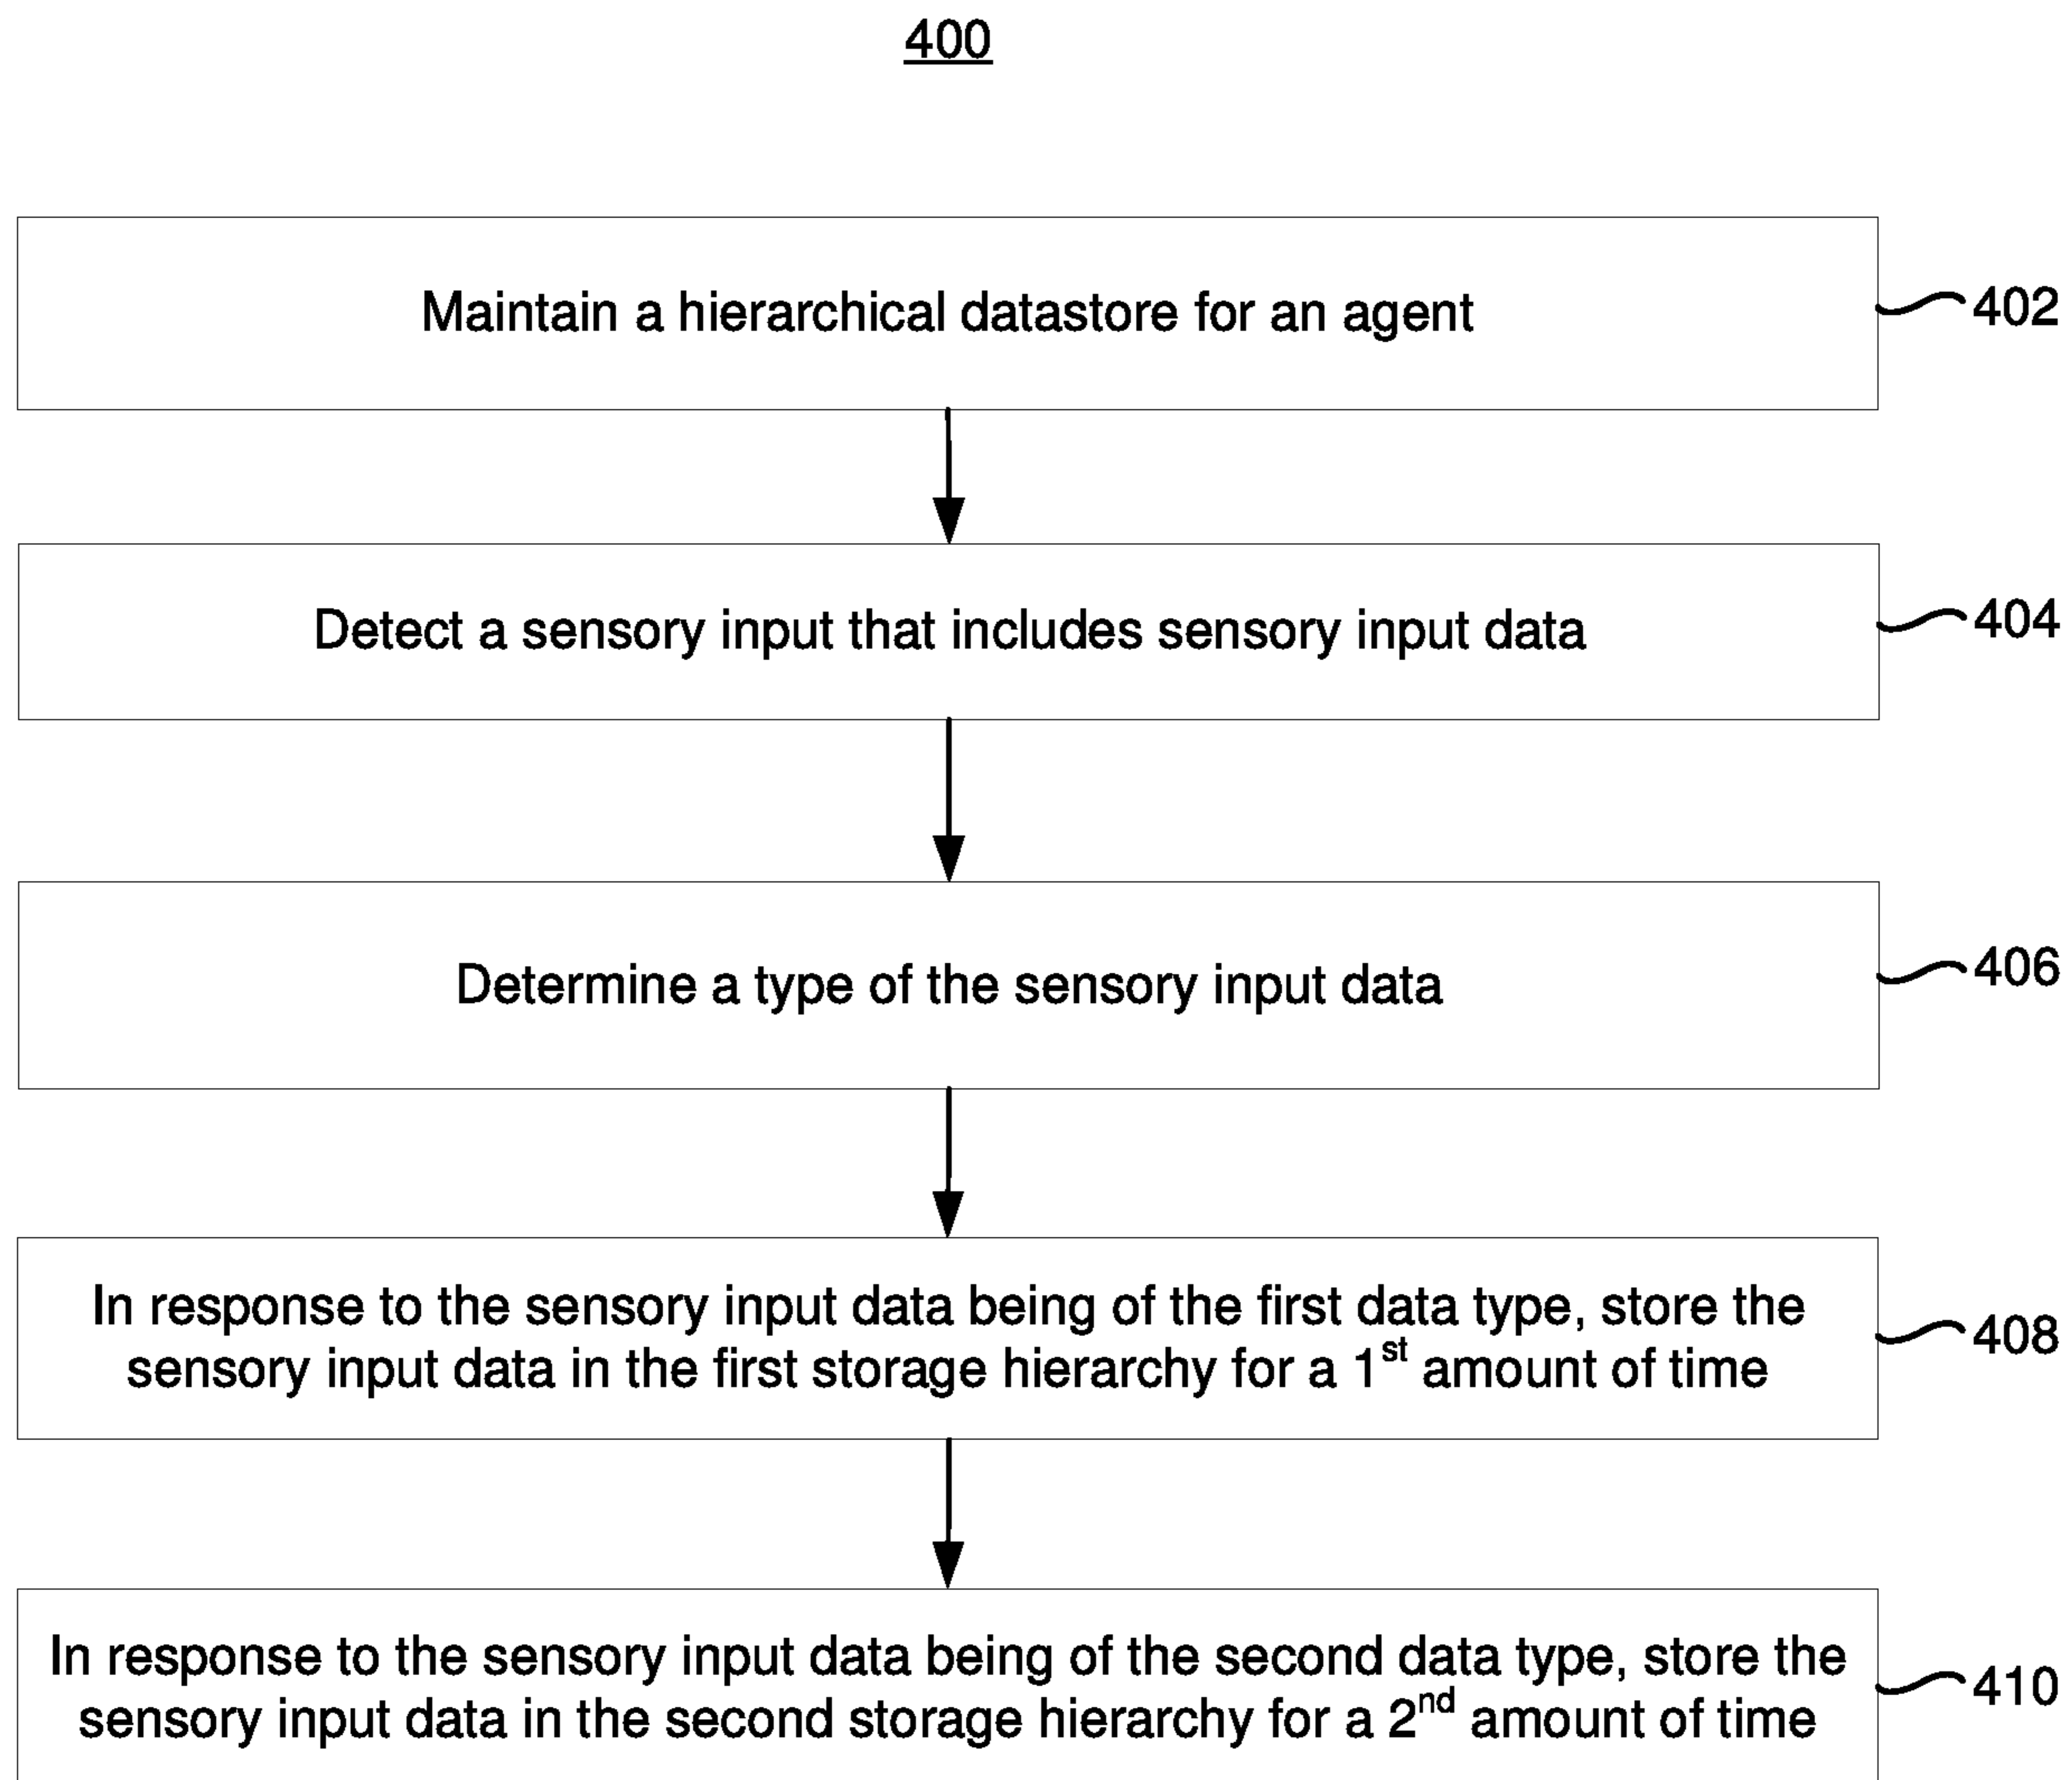 400
Maintain a hierarchical datastore for an agent
402
Detect a sensory input that includes sensory input data
404
Determine a type of the sensory input data
406
In response to the sensory input data being of the first data type, store the
sensory input data in the first storage hierarchy for a 1st amount of time
408
In response to the sensory input data being of the second data type, store the
sensory input data in the second storage hierarchy for a 2nd amount of time
410